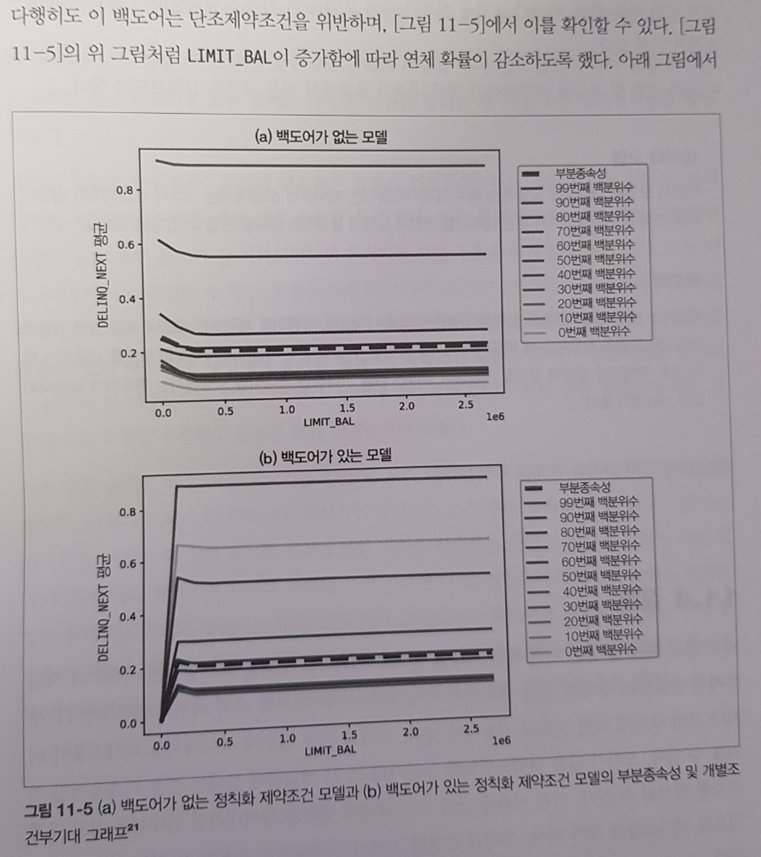 다행히도 이 백도어는 단조제약조건을 위반하며, [그림 11-5]에서 이를 확인할 수 있다. [그림
11-5]의 위 그림처럼 LIMIT_BAL이 증가함에 따라 연체 확률이 감소하도록 했다. 아래 그림에서
(a) 백도어가 없는 모델
DELINQ_NEXT 평균
0.8
0.6
0.4
0.2
0.0 0.5 1.0 1.5 2.0 2.5
1e6
LIMIT_BAL
부분종속성
99번째 백분위수
90번째 백분위수
80번째 백분위수
70번째 백분위수
60번째 백분위수
50번째 백분위수
40번째 백분위수
30번째 백분위수
20번째 백분위수
10번째 백분위수
0번째 백분위수
(b) 백도어가 있는 모델
DELINQ_NEXT 평균
0.8
0.6
0.4
0.2
0.0
0.0 0.5 1.0 1.5 2.0 2.5
1e6
LIMIT_BAL
부분종속성
99번째 백분위수
90번째 백분위수
80번째 백분위수
70번째 백분위수
60번째 백분위수
50번째 백분위수
40번째 백분위수
30번째 백분위수
20번째 백분위수
10번째 백분위수
0번째 백분위수
그림 11-5 (a) 백도어가 없는 정칙화 제약조건 모델과 (b) 백도어가 있는 정칙화 제약조건 모델의 부분종속성 및 개별조
건부기대 그래프21